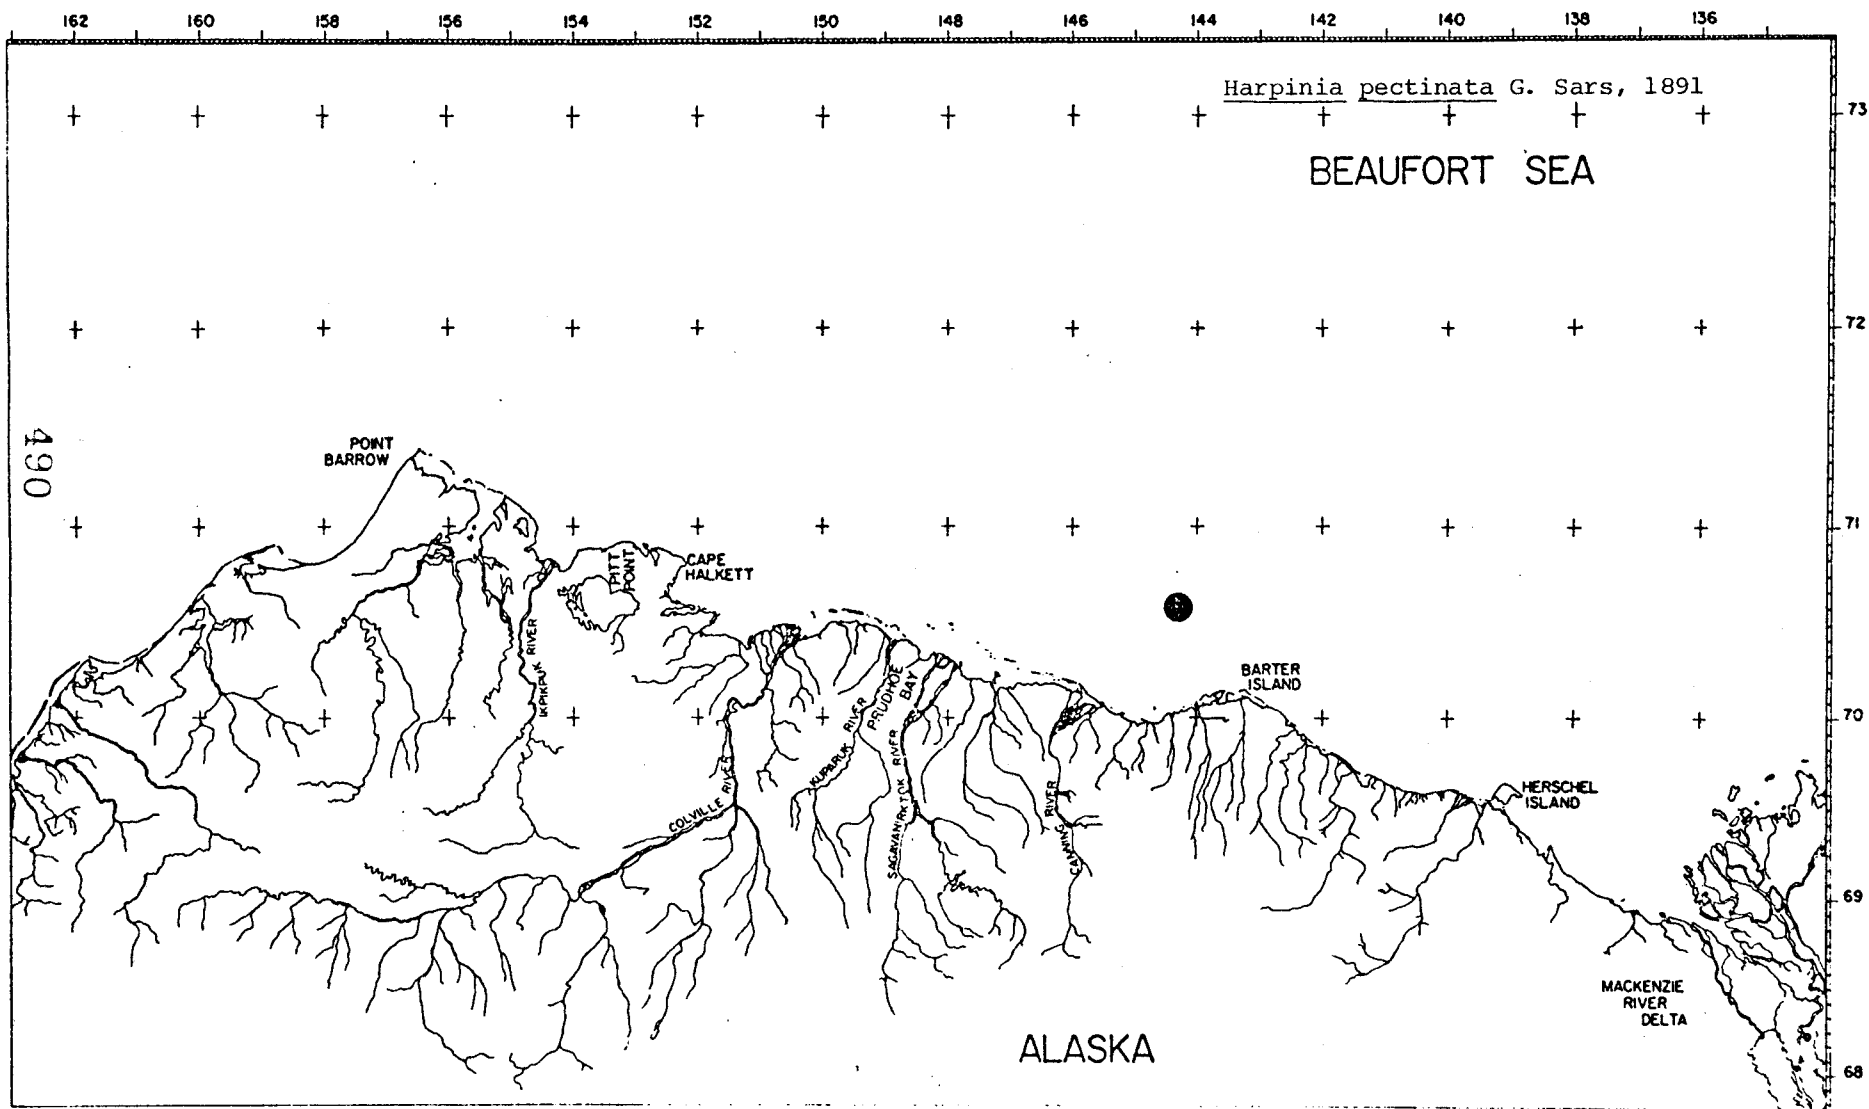 162 160 158 156 154 152 150 148 146 144 142 140 138 136
Harpinia pectinata G. Sars, 1891
73
BEAUFORT SEA
72
490
POINT
BARROW
71
PITT
POINT
CAPE
HALKETT
IKPIKPUK RIVER
BARTER
ISLAND
PRUDHOE
BAY
70
KUPARUK RIVER
COLVILLE RIVER
SAGAVANIRKTOK RIVER
CANNING RIVER
HERSCHEL
ISLAND
69
MACKENZIE
RIVER
DELTA
ALASKA
68